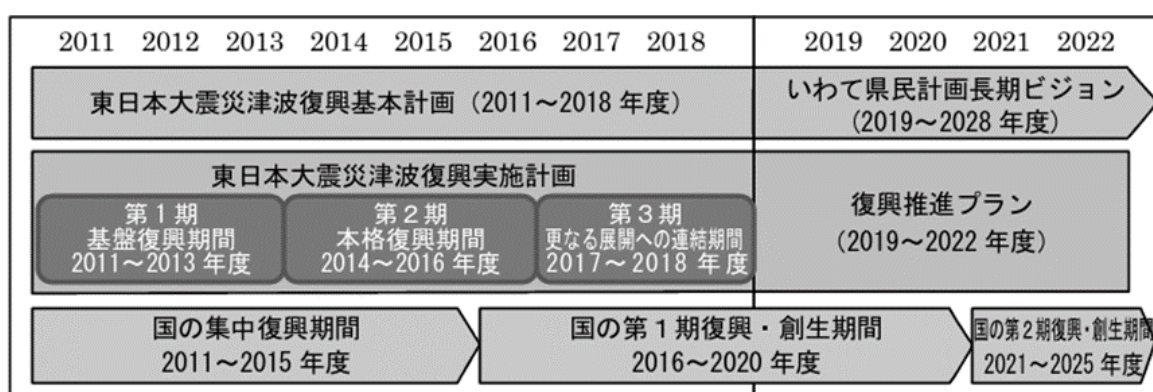 2011 2012 2013 2014 2015 2016 2017 2018 2019 2020 2021 2022
東日本大震災津波復興基本計画（2011～2018 年度）
いわて県民計画長期ビジョン
(2019～2028 年度)
東日本大震災津波復興実施計画
第１期
基盤復興期間
2011～2013 年度
第２期
本格復興期間
2014～2016 年度
第３期
更なる展開への連結期間
2017～2018 年度
復興推進プラン
(2019～2022 年度)
国の集中復興期間
2011～2015 年度
国の第１期復興・創生期間
2016～2020 年度
国の第２期復興・創生期間
2021～2025 年度